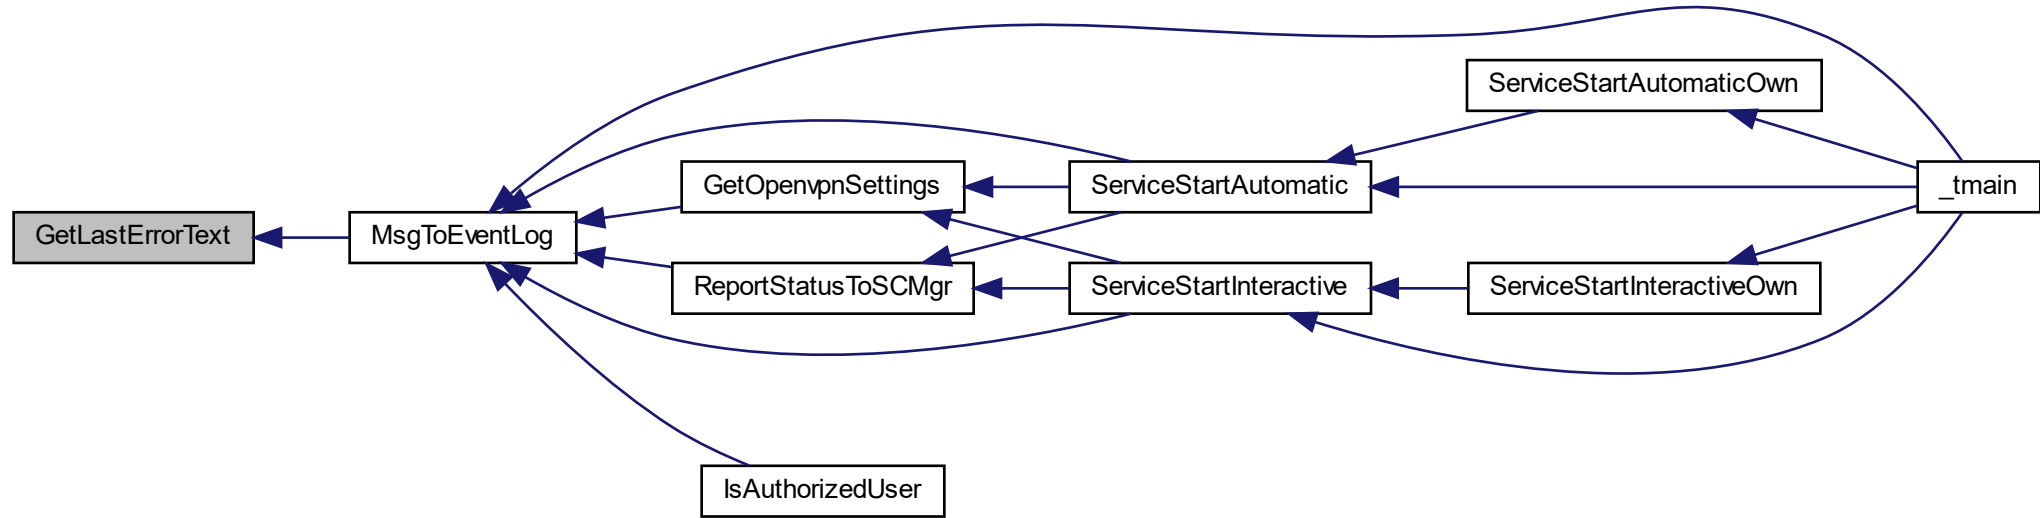 GetLastErrorText
MsgToEventLog
GetOpenvpnSettings
ReportStatusToSCMgr
IsAuthorizedUser
ServiceStartAutomatic
ServiceStartInteractive
ServiceStartAutomaticOwn
ServiceStartInteractiveOwn
_tmain